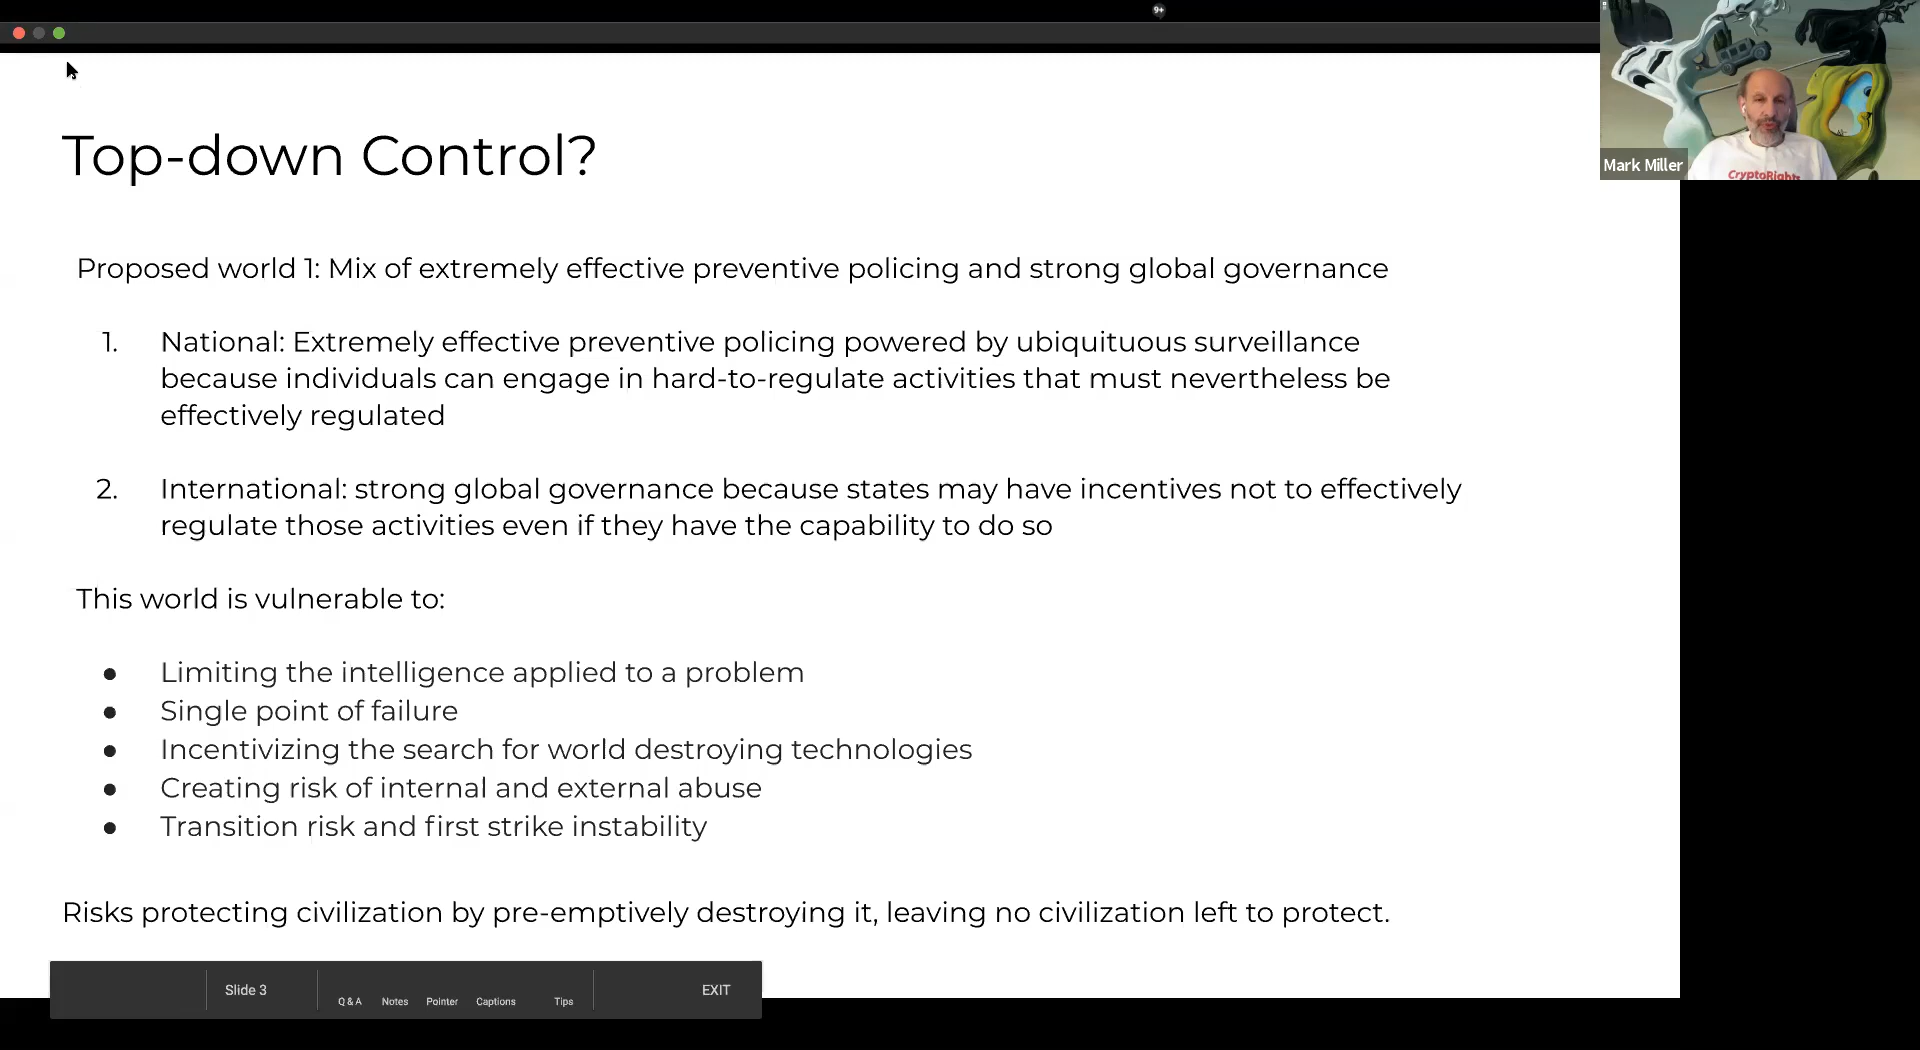 9+
Mark Miller
CryptoRights
Top-down Control?
Proposed world 1: Mix of extremely effective preventive policing and strong global governance
1. National: Extremely effective preventive policing powered by ubiquituous surveillance
because individuals can engage in hard-to-regulate activities that must nevertheless be
effectively regulated
2. International: strong global governance because states may have incentives not to effectively
regulate those activities even if they have the capability to do so
This world is vulnerable to:
● Limiting the intelligence applied to a problem
● Single point of failure
● Incentivizing the search for world destroying technologies
● Creating risk of internal and external abuse
● Transition risk and first strike instability
Risks protecting civilization by pre-emptively destroying it, leaving no civilization left to protect.
Slide 3
Q & A Notes Pointer Captions Tips
EXIT